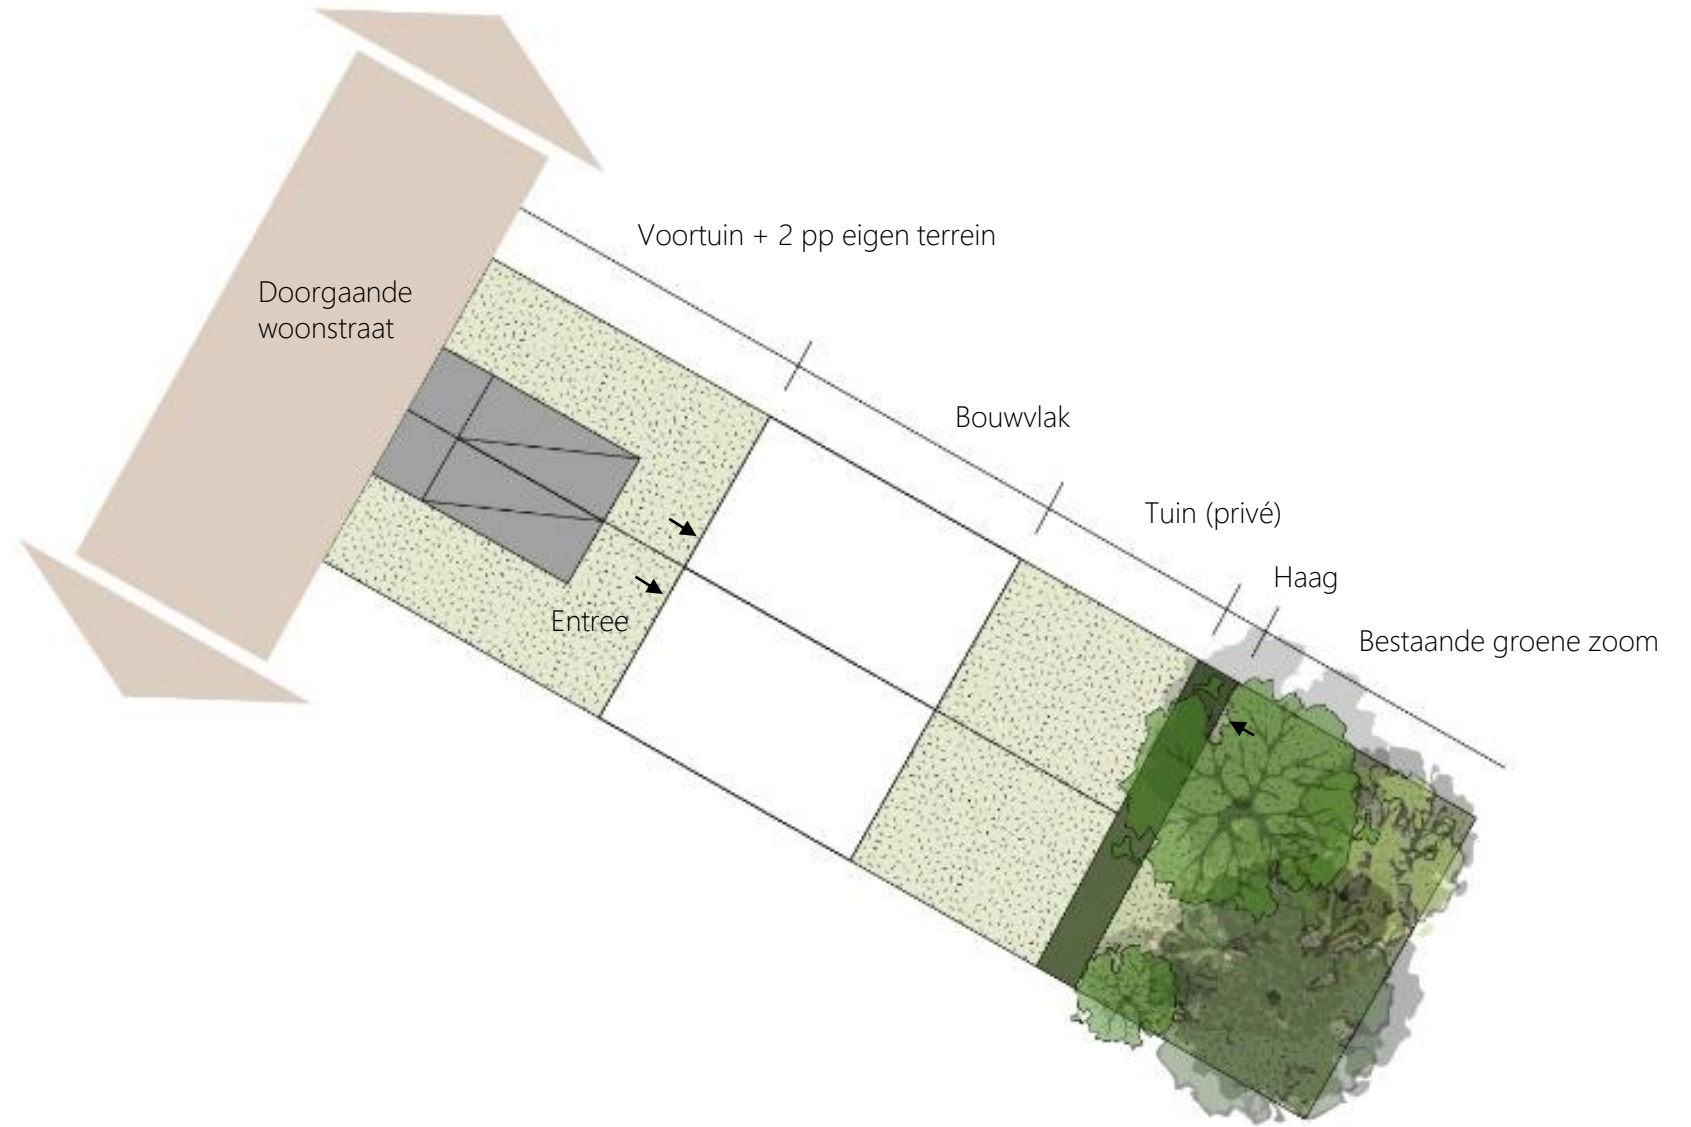 Voortuin + 2 pp eigen terrein
Doorgaande
woonstraat
Bouwvlak
Tuin (privé)
Haag
Entree
Bestaande groene zoom